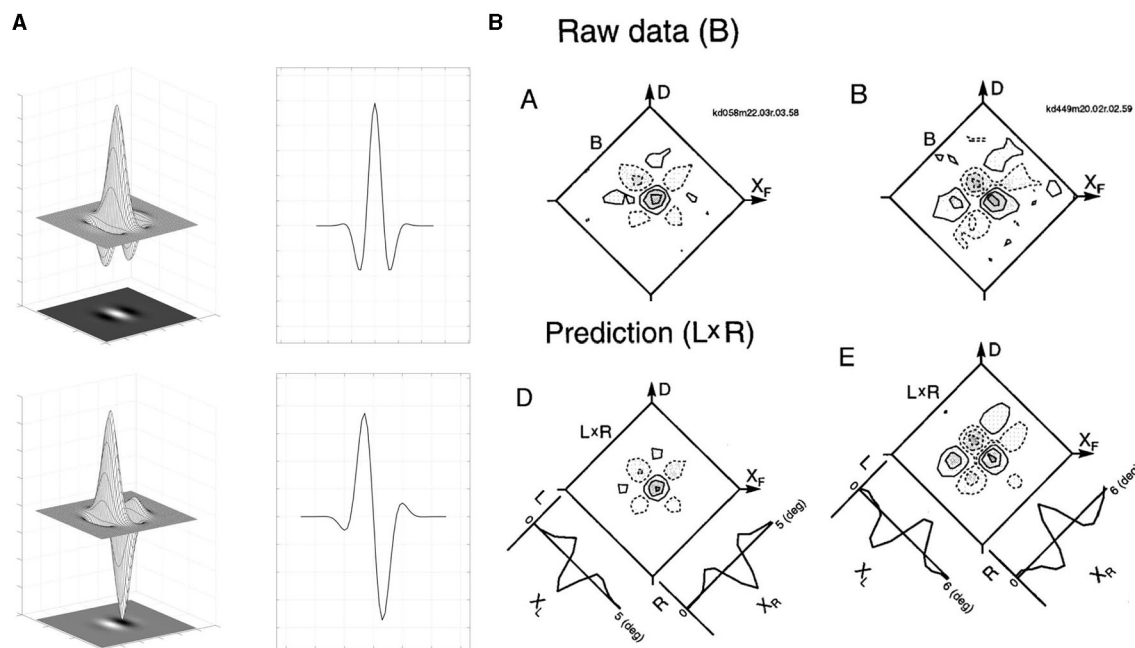 A
B
Raw data (B)
A
D
kd058m22.03r.03.58
B
X_F
B
D
kd449m20.02r.02.59
B
X_F
Prediction (L×R)
D
D
L×R
X_F
L
0
X_L
5 (deg)
R
0
X_R
5 (deg)
E
D
L×R
X_F
L
0
X_L
6 (deg)
R
0
X_R
6 (deg)